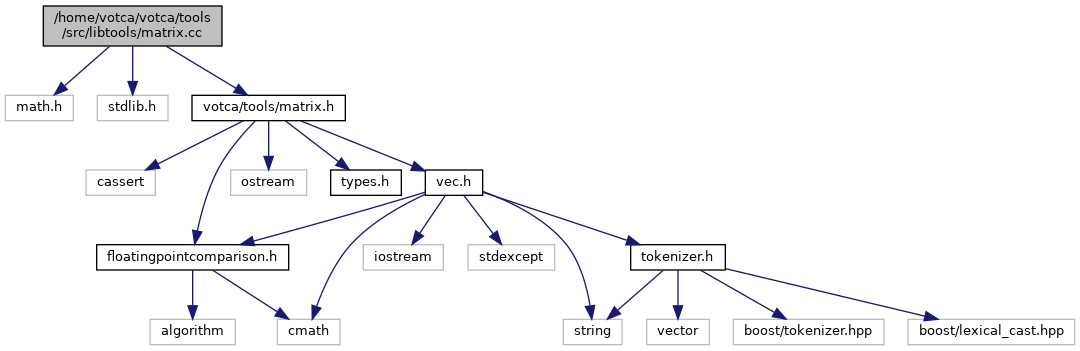 /home/votca/votca/tools
/src/libtools/matrix.cc
math.h
stdlib.h
votca/tools/matrix.h
cassert
ostream
types.h
vec.h
floatingpointcomparison.h
iostream
stdexcept
tokenizer.h
algorithm
cmath
string
vector
boost/tokenizer.hpp
boost/lexical_cast.hpp